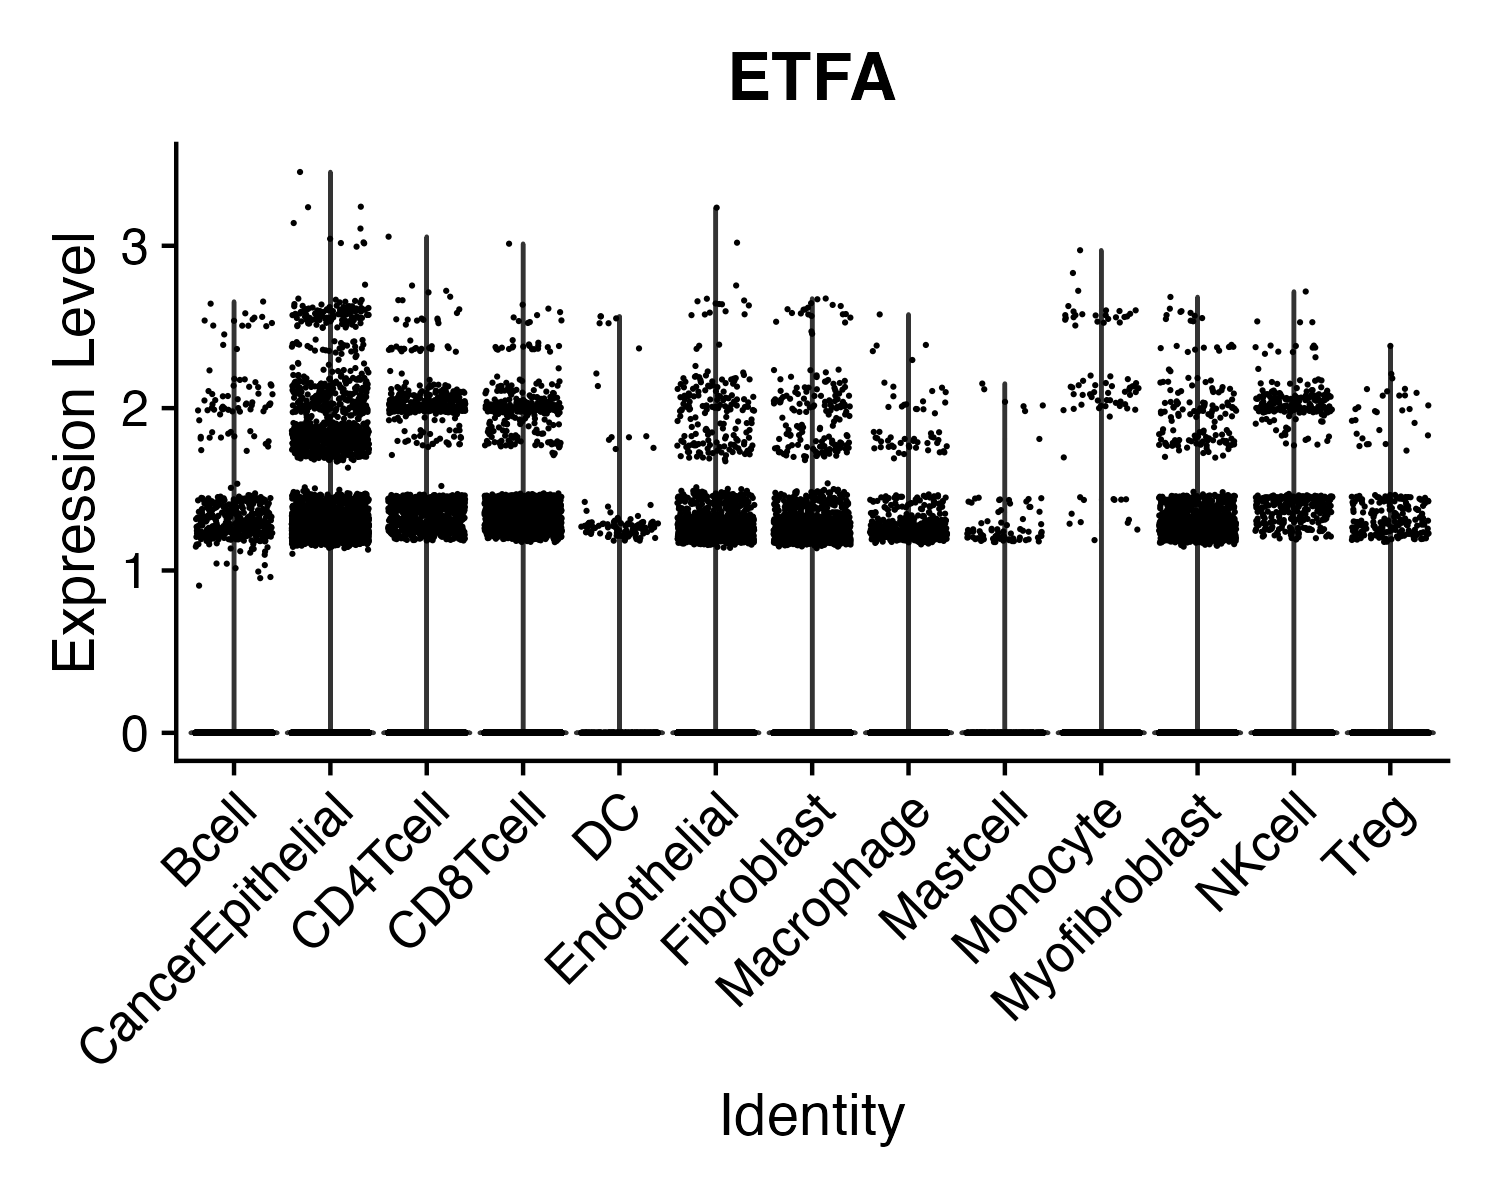 ETFA
Expression Level
3
2
1
0
Bcell
CancerEpithelial
CD4Tcell
CD8Tcell
DC
Endothelial
Fibroblast
Macrophage
Mastcell
Monocyte
Myofibroblast
NKcell
Treg
Identity